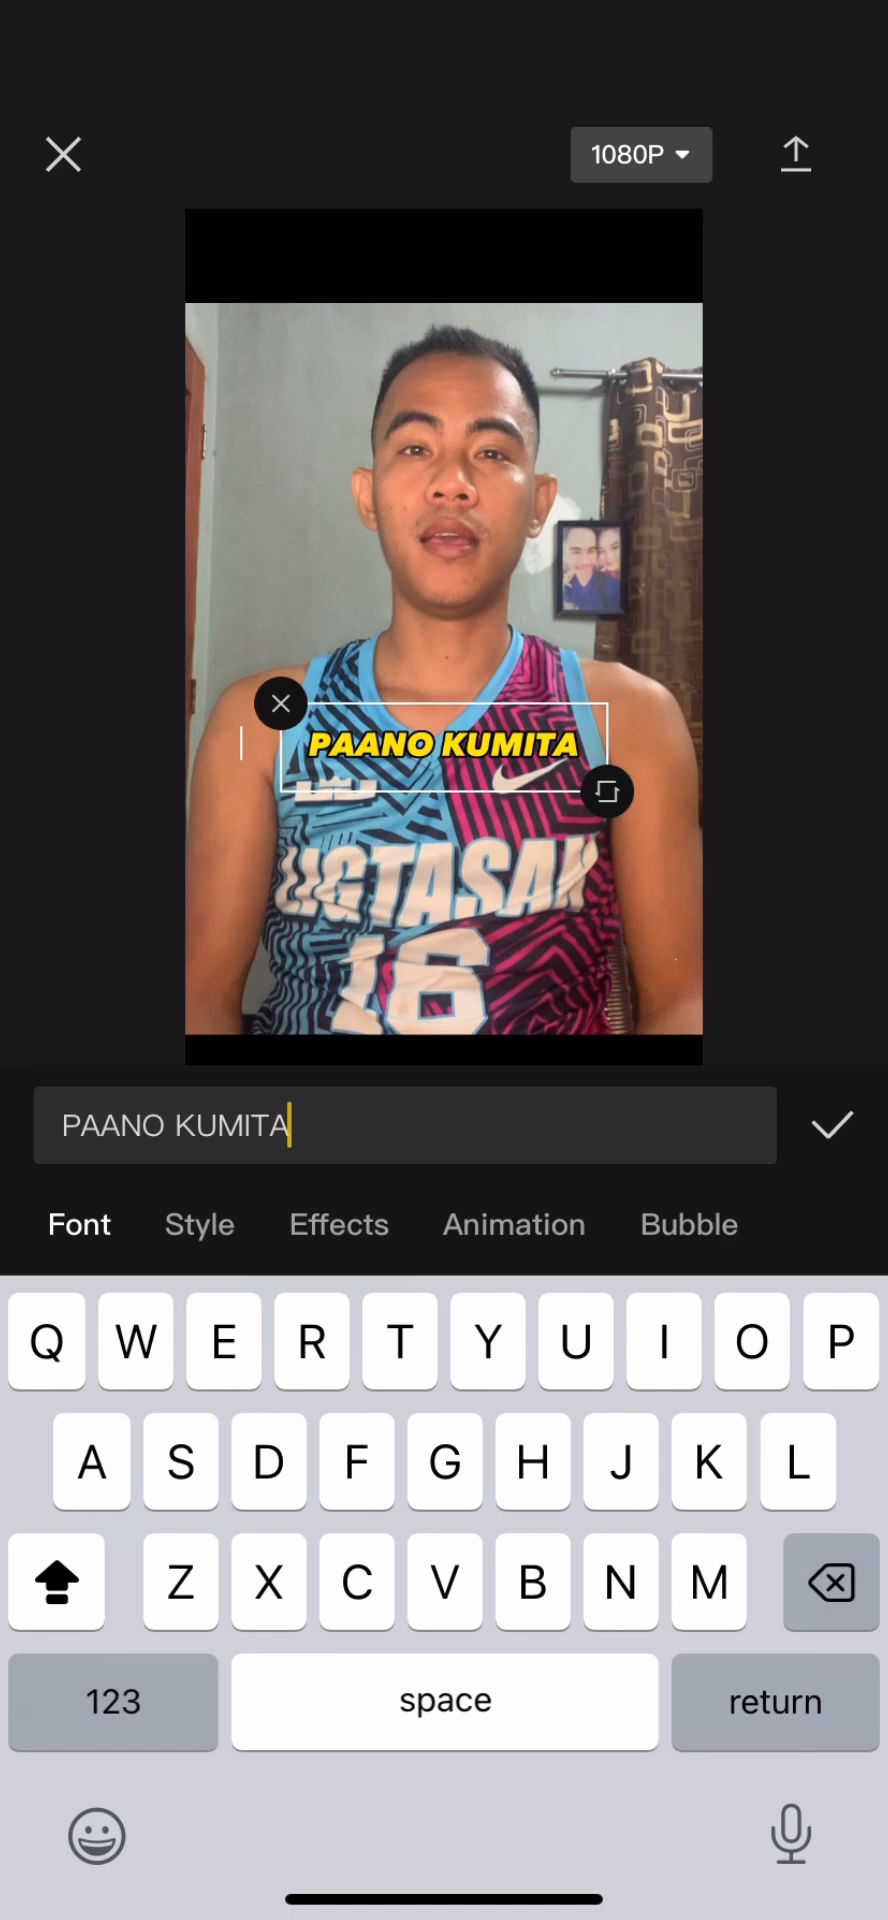 1080P
PAANO KUMITA
LIGTASAN
16
PAANO KUMITA
Font Style Effects Animation Bubble
Q W E R T Y U I O P
A S D F G H J K L
Z X C V B N M
123 space return